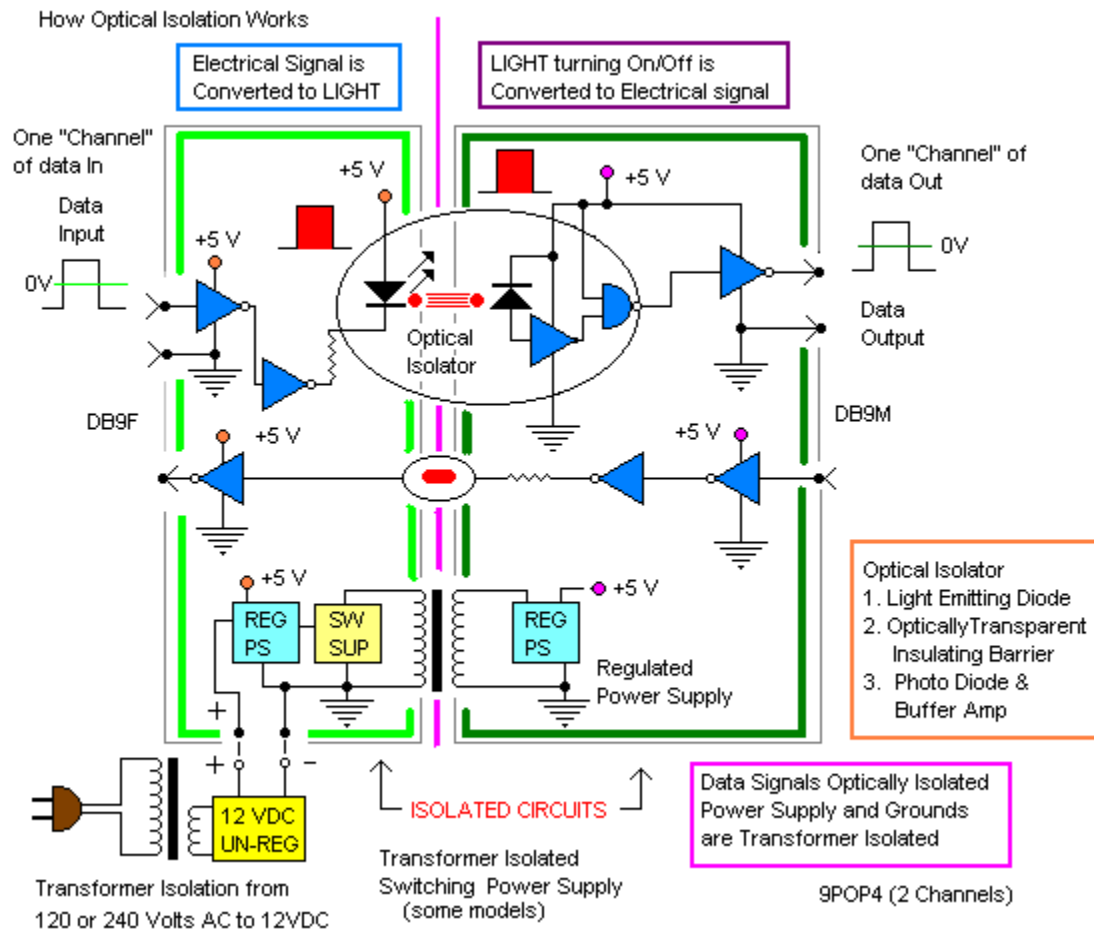 How Optical Isolation Works
Electrical Signal is
Converted to LIGHT
LIGHT turning On/Off is
Converted to Electrical signal
One "Channel"
of data In
Data
Input
0V
+5 V
+5 V
+5 V
One "Channel" of
data Out
0V
Data
Output
Optical
Isolator
DB9F
+5 V
+5 V
DB9M
+5 V
REG
PS
SW
SUP
+5 V
REG
PS
Regulated
Power Supply
Optical Isolator
1. Light Emitting Diode
2. OpticallyTransparent
Insulating Barrier
3. Photo Diode &
Buffer Amp
+
+
-
12 VDC
UN-REG
ISOLATED CIRCUITS
Data Signals Optically Isolated
Power Supply and Grounds
are Transformer Isolated
Transformer Isolation from
120 or 240 Volts AC to 12VDC
Transformer Isolated
Switching Power Supply
(some models)
9POP4 (2 Channels)